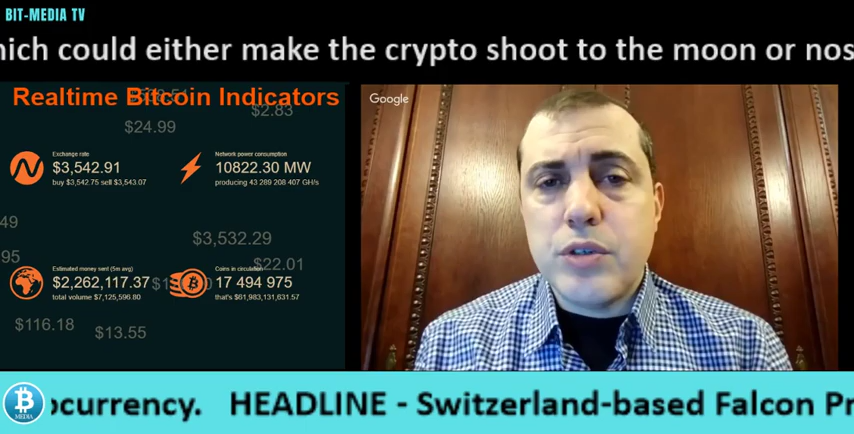 BIT-MEDIA TV
hich could either make the crypto shoot to the moon or nos
Realtime Bitcoin Indicators
$2.83
$24.99
Google
Exchange rate
$3,542.91
buy $3,542.75 sell $3,543.07
Network power consumption
10822.30 MW
producing 43 289 208 407 GH/s
49
$3,532.29
95
$22.01
Estimated money sent (5m avg)
$2,262,117.37
total volume $7,125,596.80
Coins in circulation
17 494 975
that's $61,983,131,631.57
$116.18
$13.55
B
MEDIA
ocurrency. HEADLINE - Switzerland-based Falcon Pr